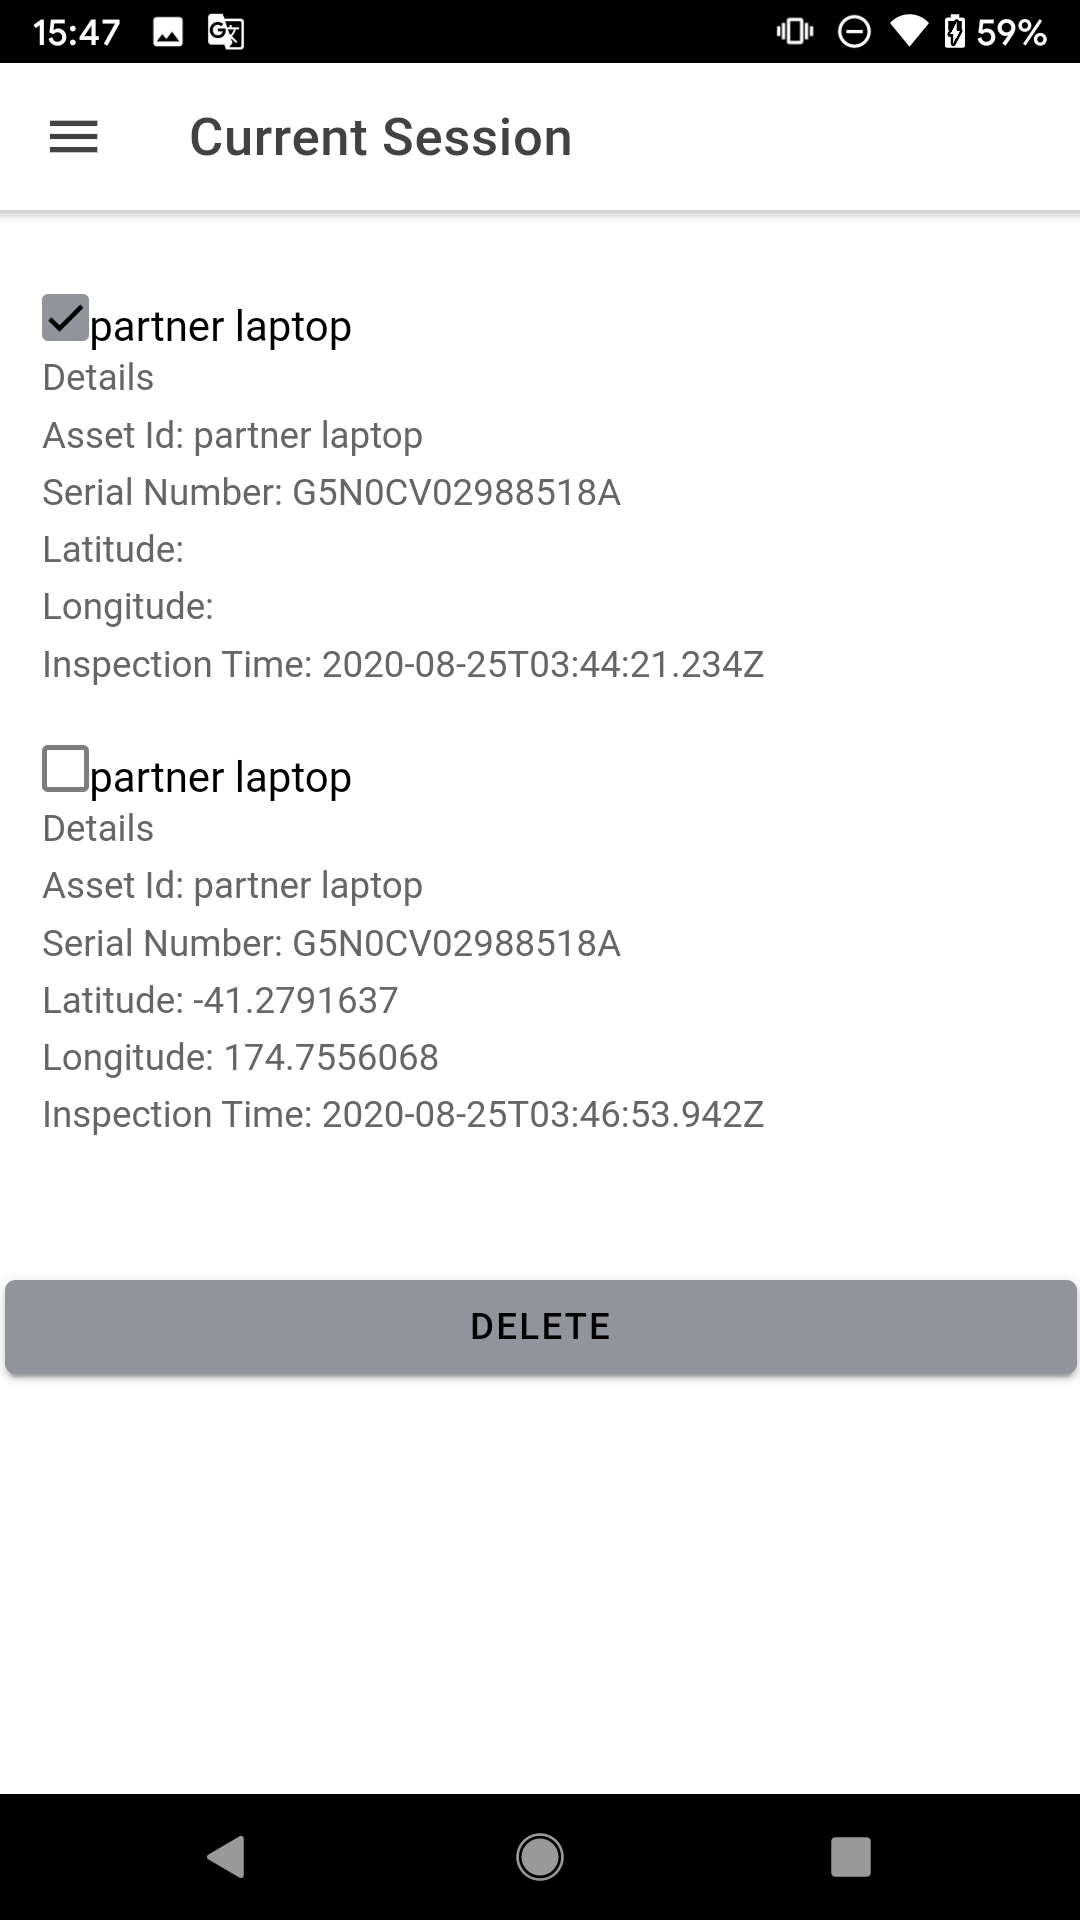 15:47 59%
Current Session
partner laptop
Details
Asset Id: partner laptop
Serial Number: G5N0CV02988518A
Latitude:
Longitude:
Inspection Time: 2020-08-25T03:44:21.234Z
partner laptop
Details
Asset Id: partner laptop
Serial Number: G5N0CV02988518A
Latitude: -41.2791637
Longitude: 174.7556068
Inspection Time: 2020-08-25T03:46:53.942Z
DELETE